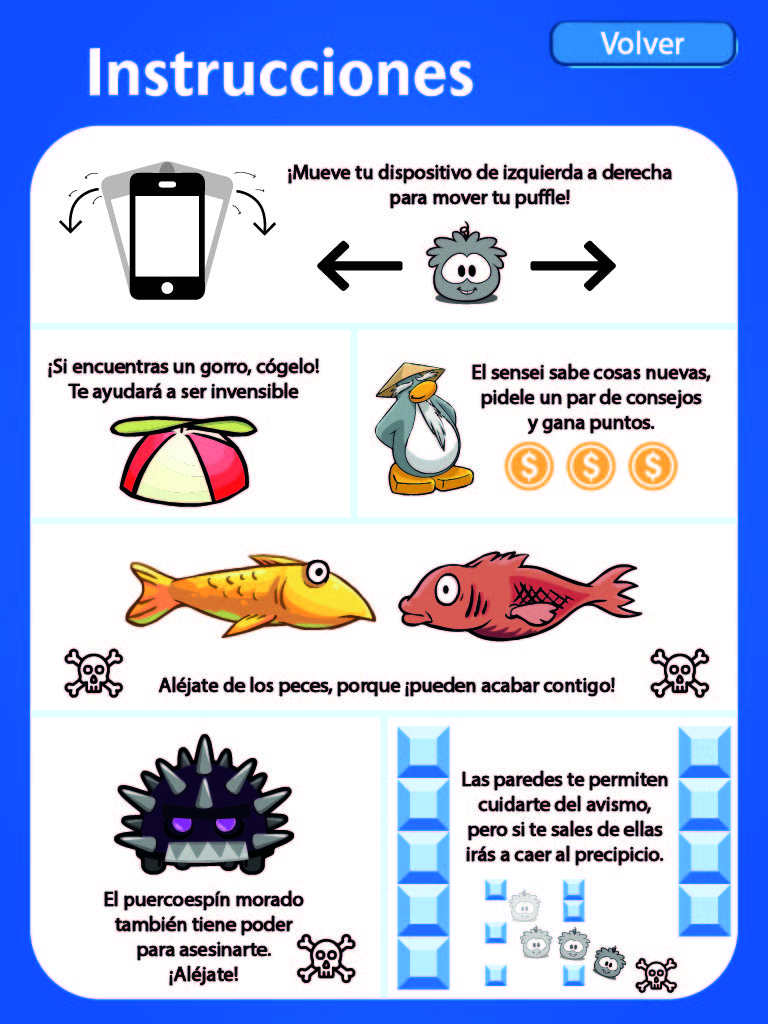 Volver
Instrucciones
¡Mueve tu dispositivo de izquierda a derecha
para mover tu puffle!
¡Si encuentras un gorro, cógelo!
Te ayudará a ser invensible
El sensei sabe cosas nuevas,
pidele un par de consejos
y gana puntos.
$ $ $
Aléjate de los peces, porque ¡pueden acabar contigo!
El puercoespín morado
también tiene poder
para asesinarte.
¡Aléjate!
Las paredes te permiten
cuidarte del avismo,
pero si te sales de ellas
irás a caer al precipicio.